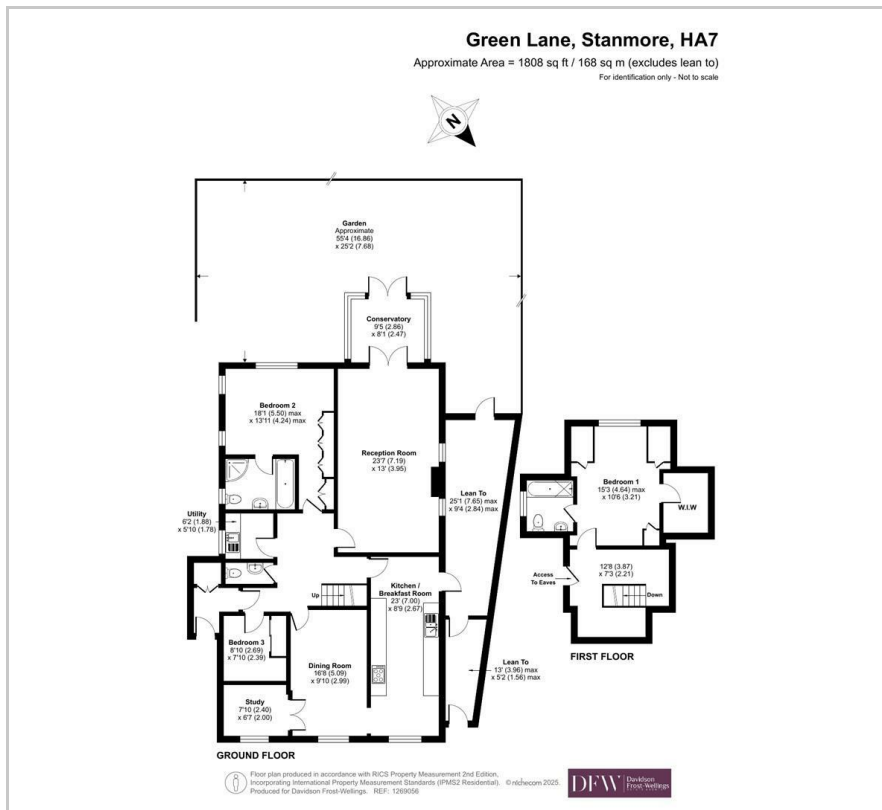 Green Lane, Stanmore, HA7
Approximate Area = 1808 sq ft / 168 sq m (excludes lean to)
For identification only - Not to scale
N
Garden
Approximate
55'4 (16.86)
x 25'2 (7.68)
Conservatory
9'5 (2.86)
x 8'1 (2.47)
Bedroom 2
18'1 (5.50) max
x 13'11 (4.24) max
Reception Room
23'7 (7.19)
x 13' (3.95)
Lean To
25'1 (7.65) max
x 9'4 (2.84) max
Utility
6'2 (1.88)
x 5'10 (1.78)
Up
Kitchen /
Breakfast Room
23' (7.00)
x 8'9 (2.67)
Bedroom 3
8'10 (2.69)
x 7'10 (2.39)
Dining Room
16'8 (5.09)
x 9'10 (2.99)
Lean To
13' (3.96) max
x 5'2 (1.56) max
Study
7'10 (2.40)
x 6'7 (2.00)
GROUND FLOOR
Bedroom 1
15'3 (4.64) max
x 10'6 (3.21)
W.I.W
12'8 (3.87)
x 7'3 (2.21)
Access
To Eaves
Down
FIRST FLOOR
Floor plan produced in accordance with RICS Property Measurement 2nd Edition,
Incorporating International Property Measurement Standards (IPMS2 Residential). © nichecom 2025.
Produced for Davidson Frost-Wellings. REF: 1269056
DFW Davidson
Frost-Wellings